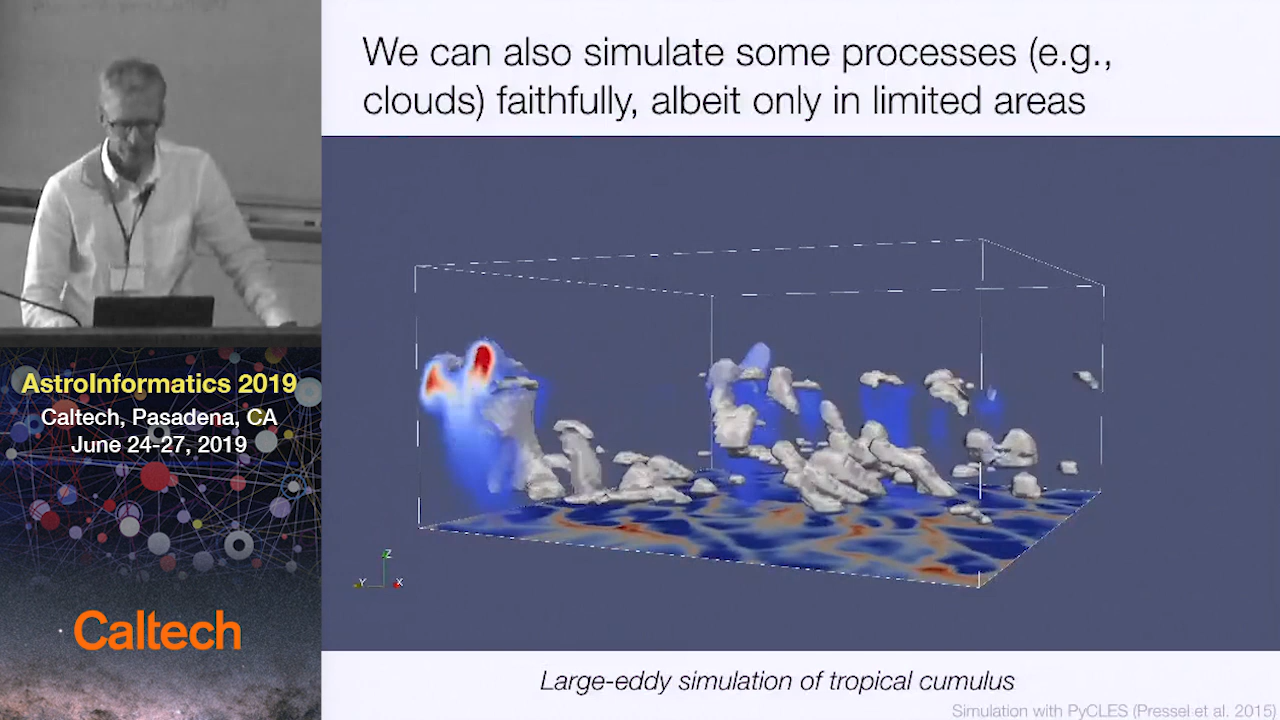 We can also simulate some processes (e.g.,
clouds) faithfully, albeit only in limited areas
AstroInformatics 2019
Caltech, Pasadena, CA
June 24-27, 2019
Caltech
Z
Y
X
Large-eddy simulation of tropical cumulus
Simulation with PyCLES (Pressel et al. 2015)